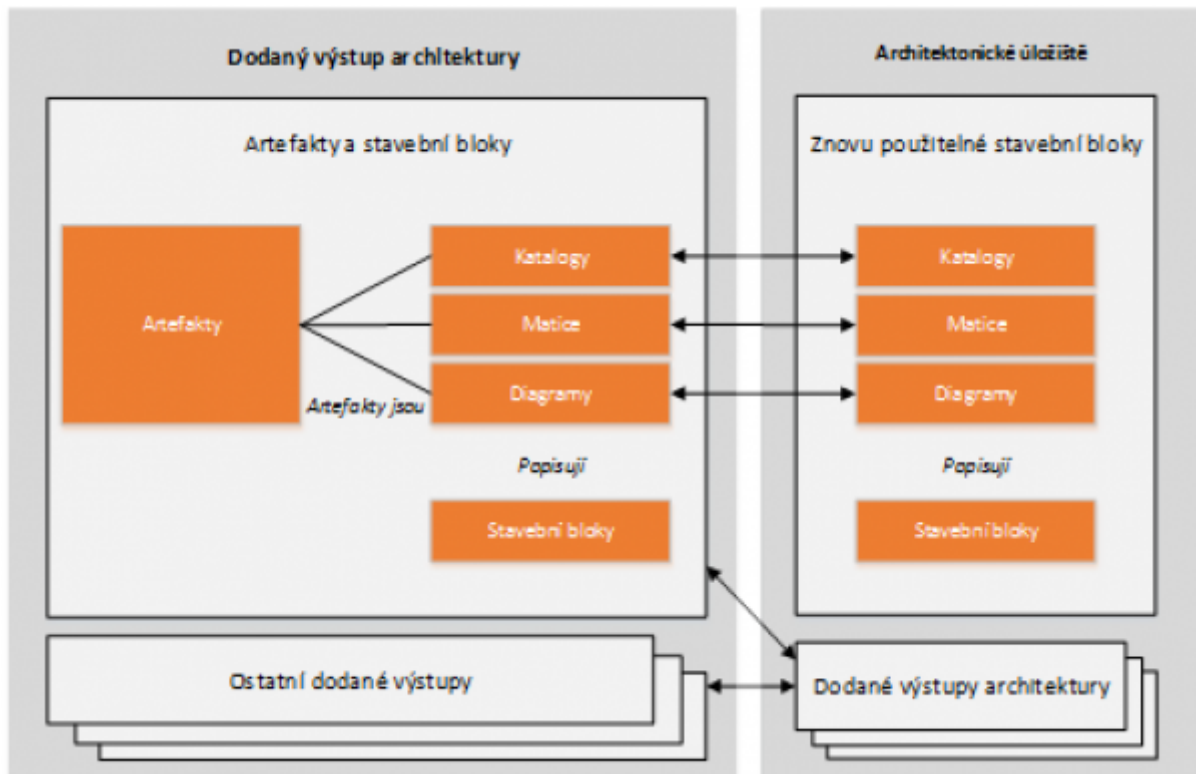 Dodaný výstup architektury
Artefakty a stavební bloky
Artefakty
Katalogy
Matice
Diagramy
Artefakty jsou
Popisují
Stavební bloky
Ostatní dodané výstupy
Architektonické úložiště
Znovu použitelné stavební bloky
Katalogy
Matice
Diagramy
Popisují
Stavební bloky
Dodané výstupy architektury